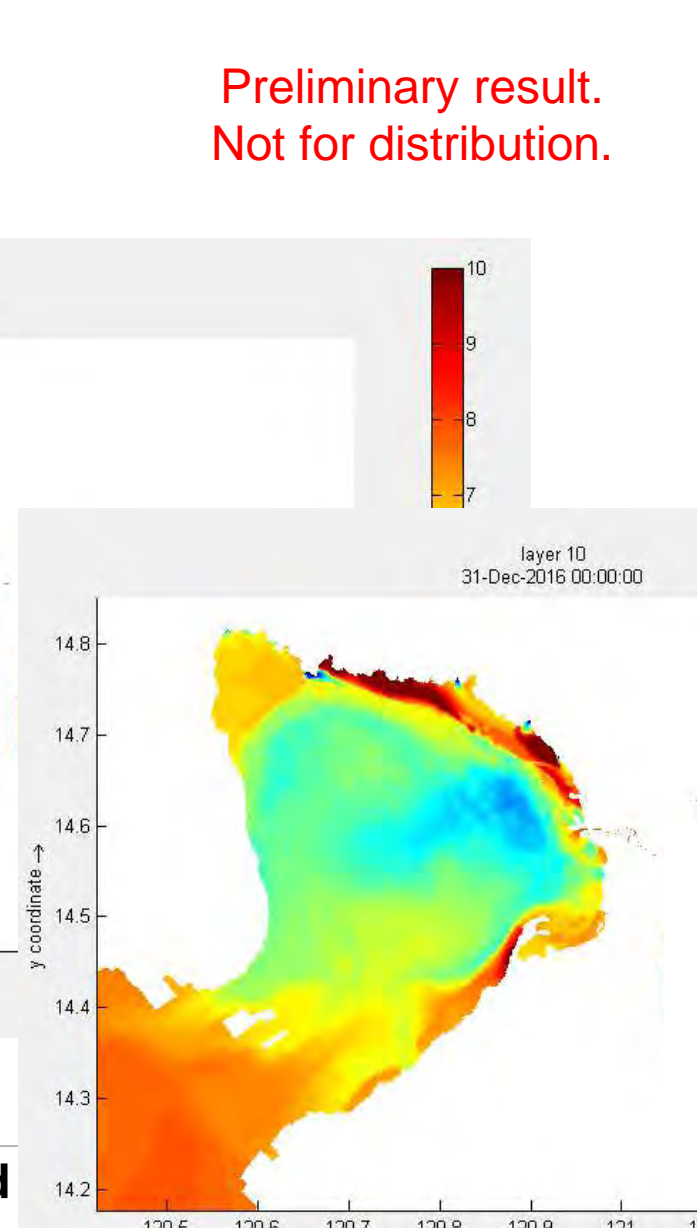 Preliminary result.
Not for distribution.
10
9
8
7
layer 10
31-Dec-2016 00:00:00
14.8
14.7
14.6
14.5
14.4
14.3
14.2
y coordinate →